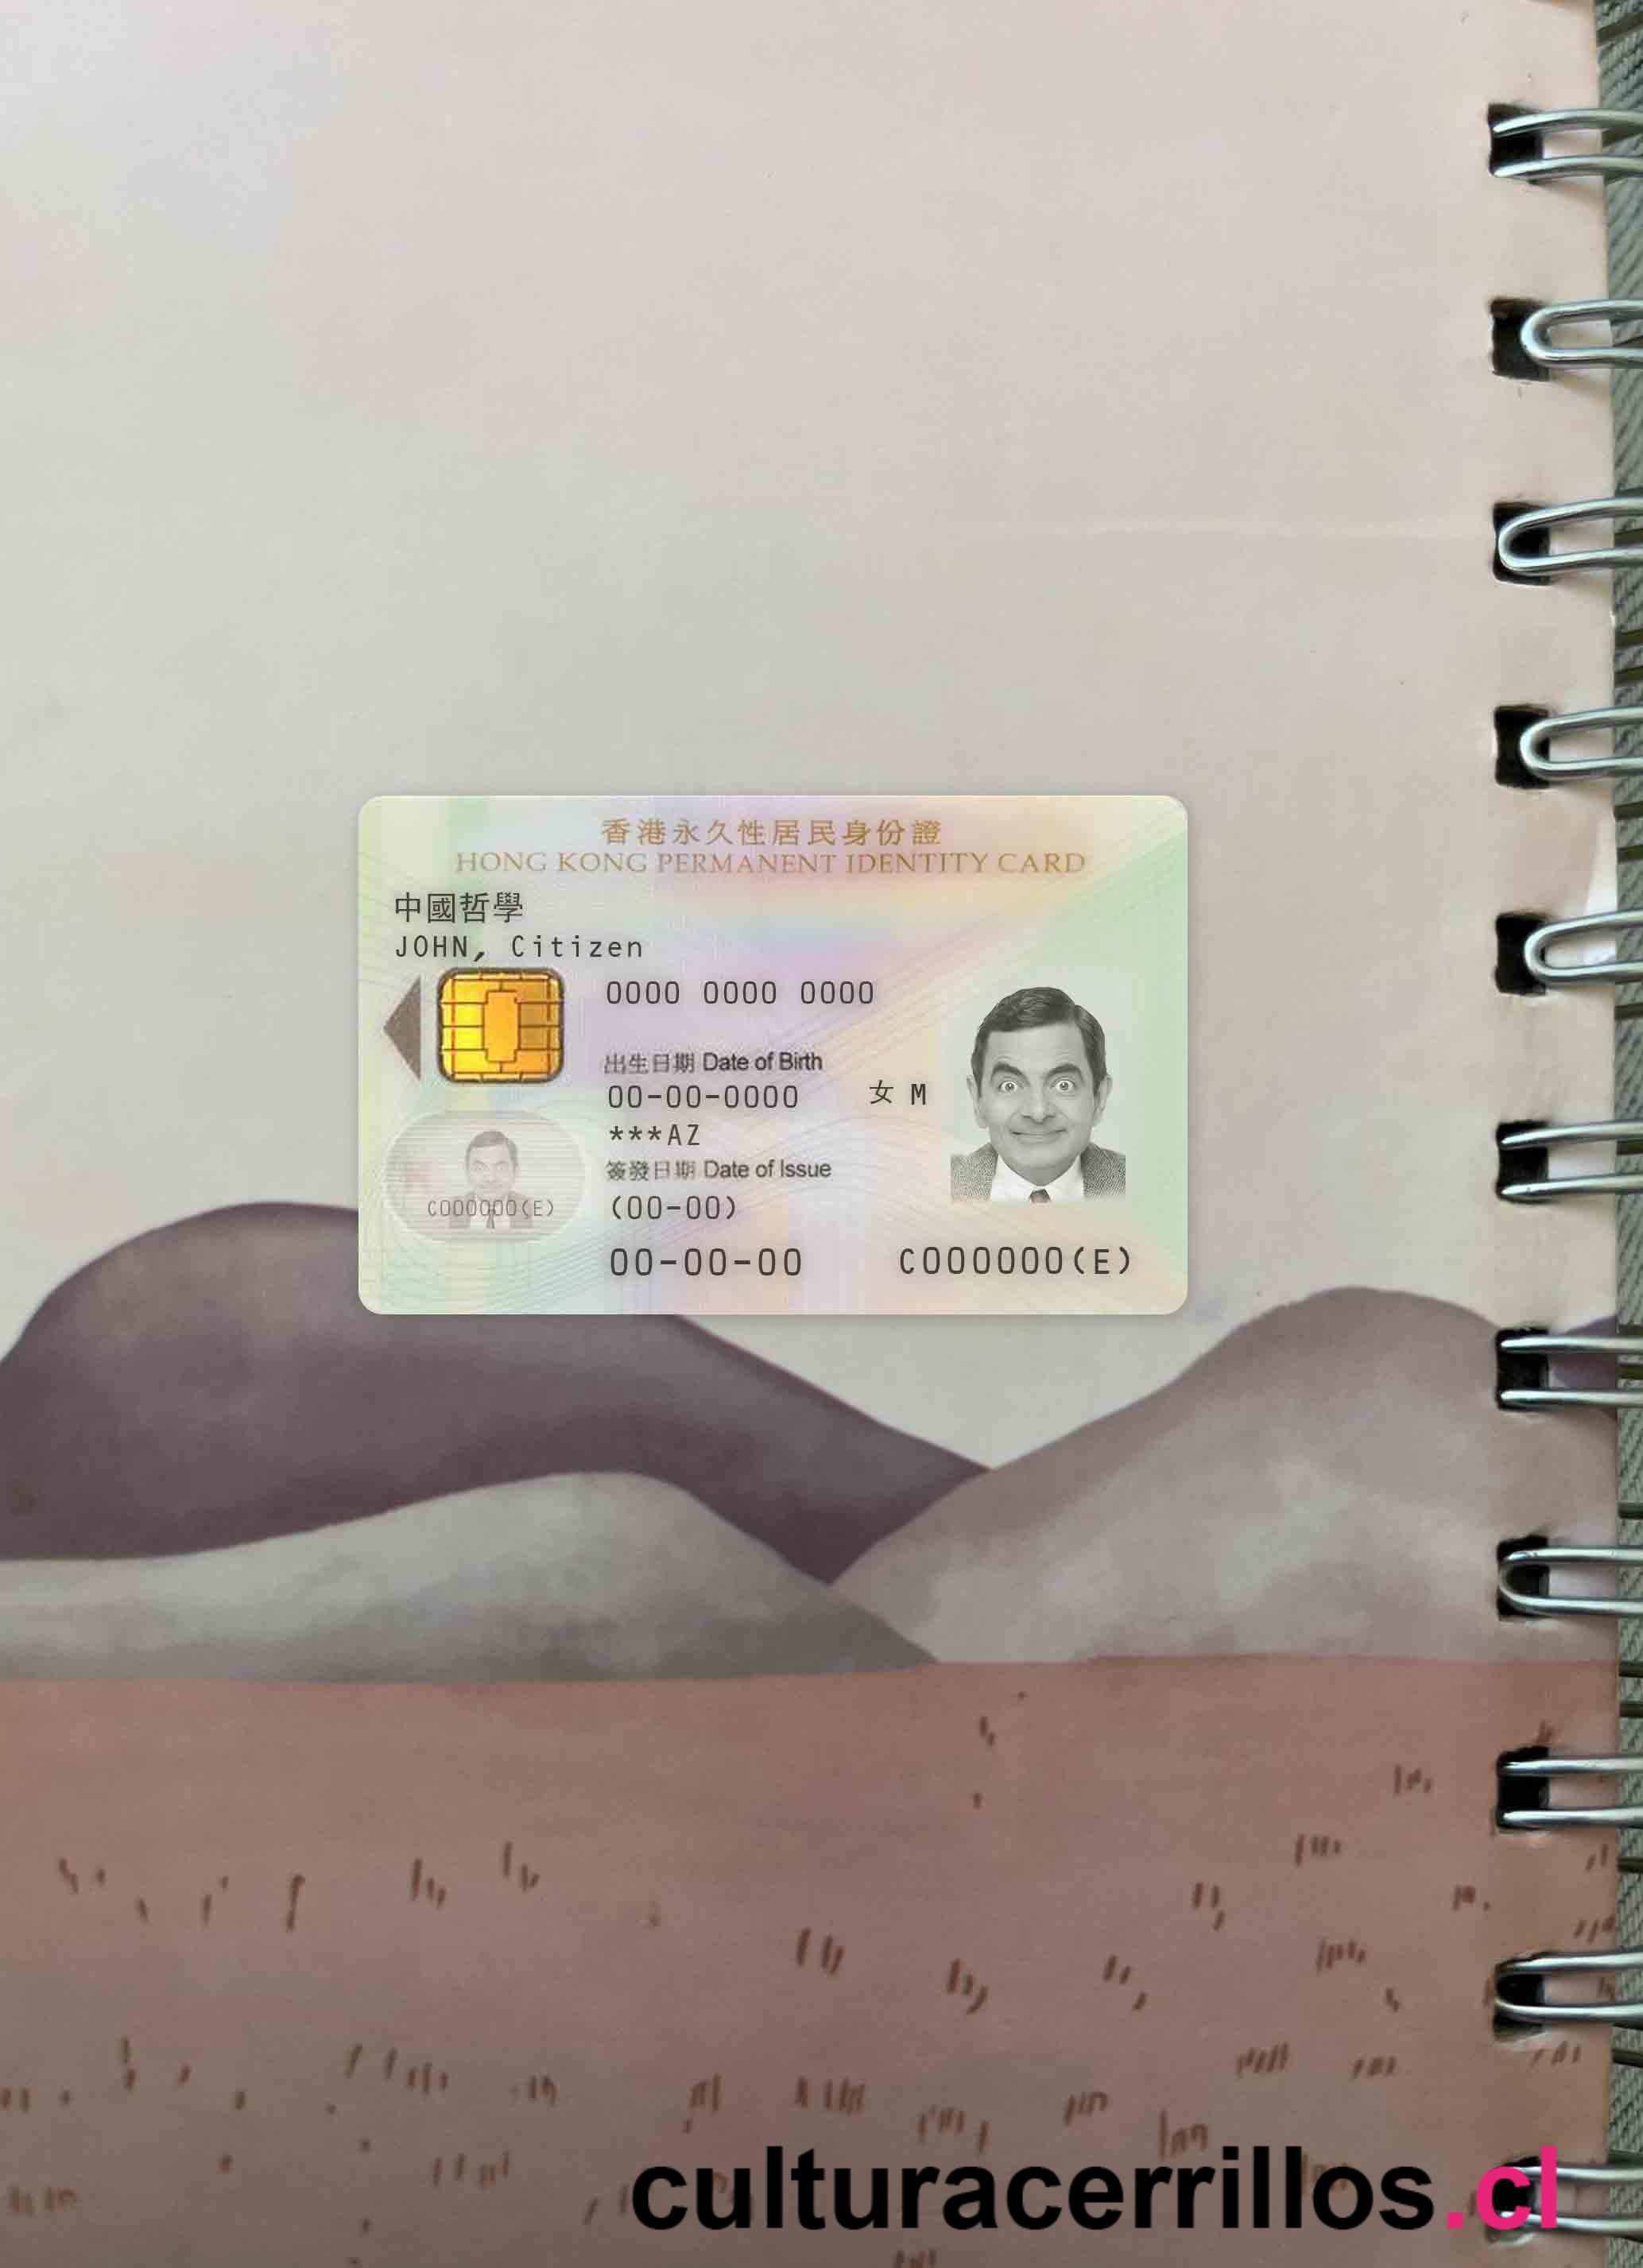 香港永久性居民身份證
HONG KONG PERMANENT IDENTITY CARD
中國哲學
JOHN, Citizen
0000 0000 0000
出生日期 Date of Birth
00-00-0000 女 M
***AZ
簽發日期 Date of Issue
(00-00)
C000000(E)
00-00-00 C000000(E)
culturacerrillos.cl